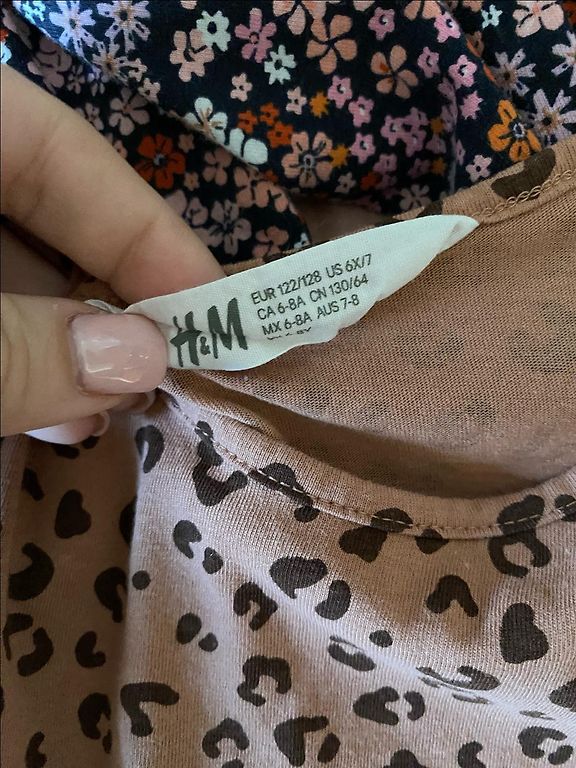 H&M
EUR 122/128 US 6X/7
CA 6-8A CN 130/64
MX 6-8A AUS 7-8